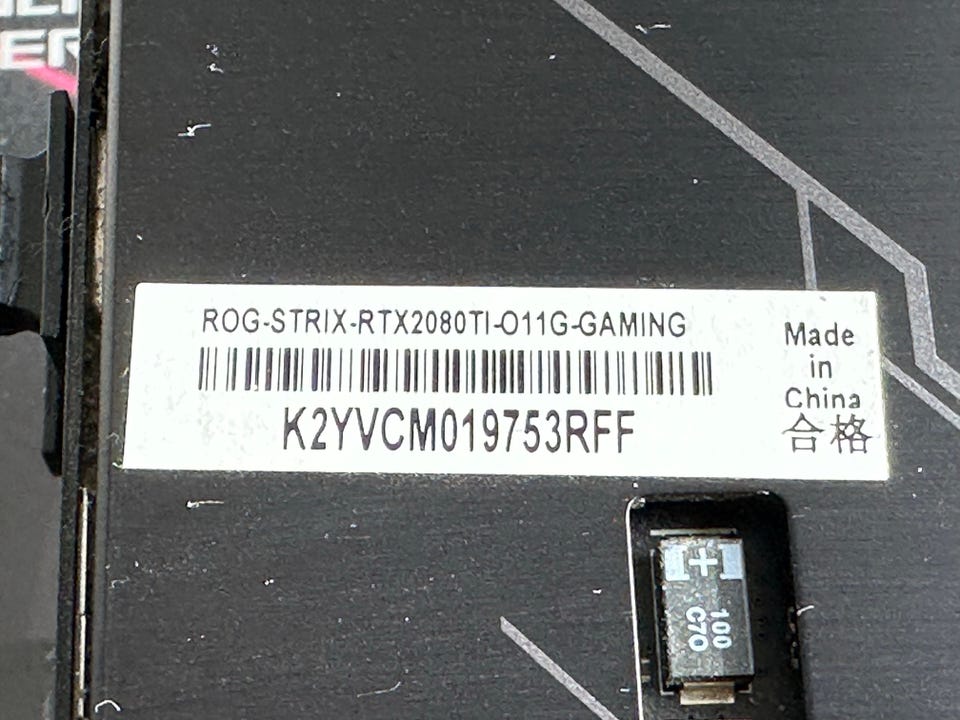 ROG-STRIX-RTX2080TI-O11G-GAMING
K2YVCM019753RFF
Made
in
China
合格
+
100
C70